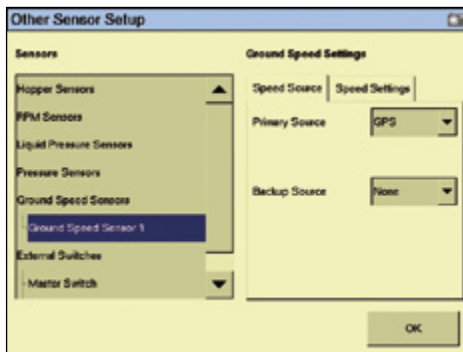 Other Sensor Setup
Sensors
Hopper Sensors
RPM Sensors
Liquid Pressure Sensors
Pressure Sensors
Ground Speed Sensors
Ground Speed Sensor 1
External Switches
Master Switch
Ground Speed Settings
Speed Source Speed Settings
Primary Source GPS
Backup Source None
OK